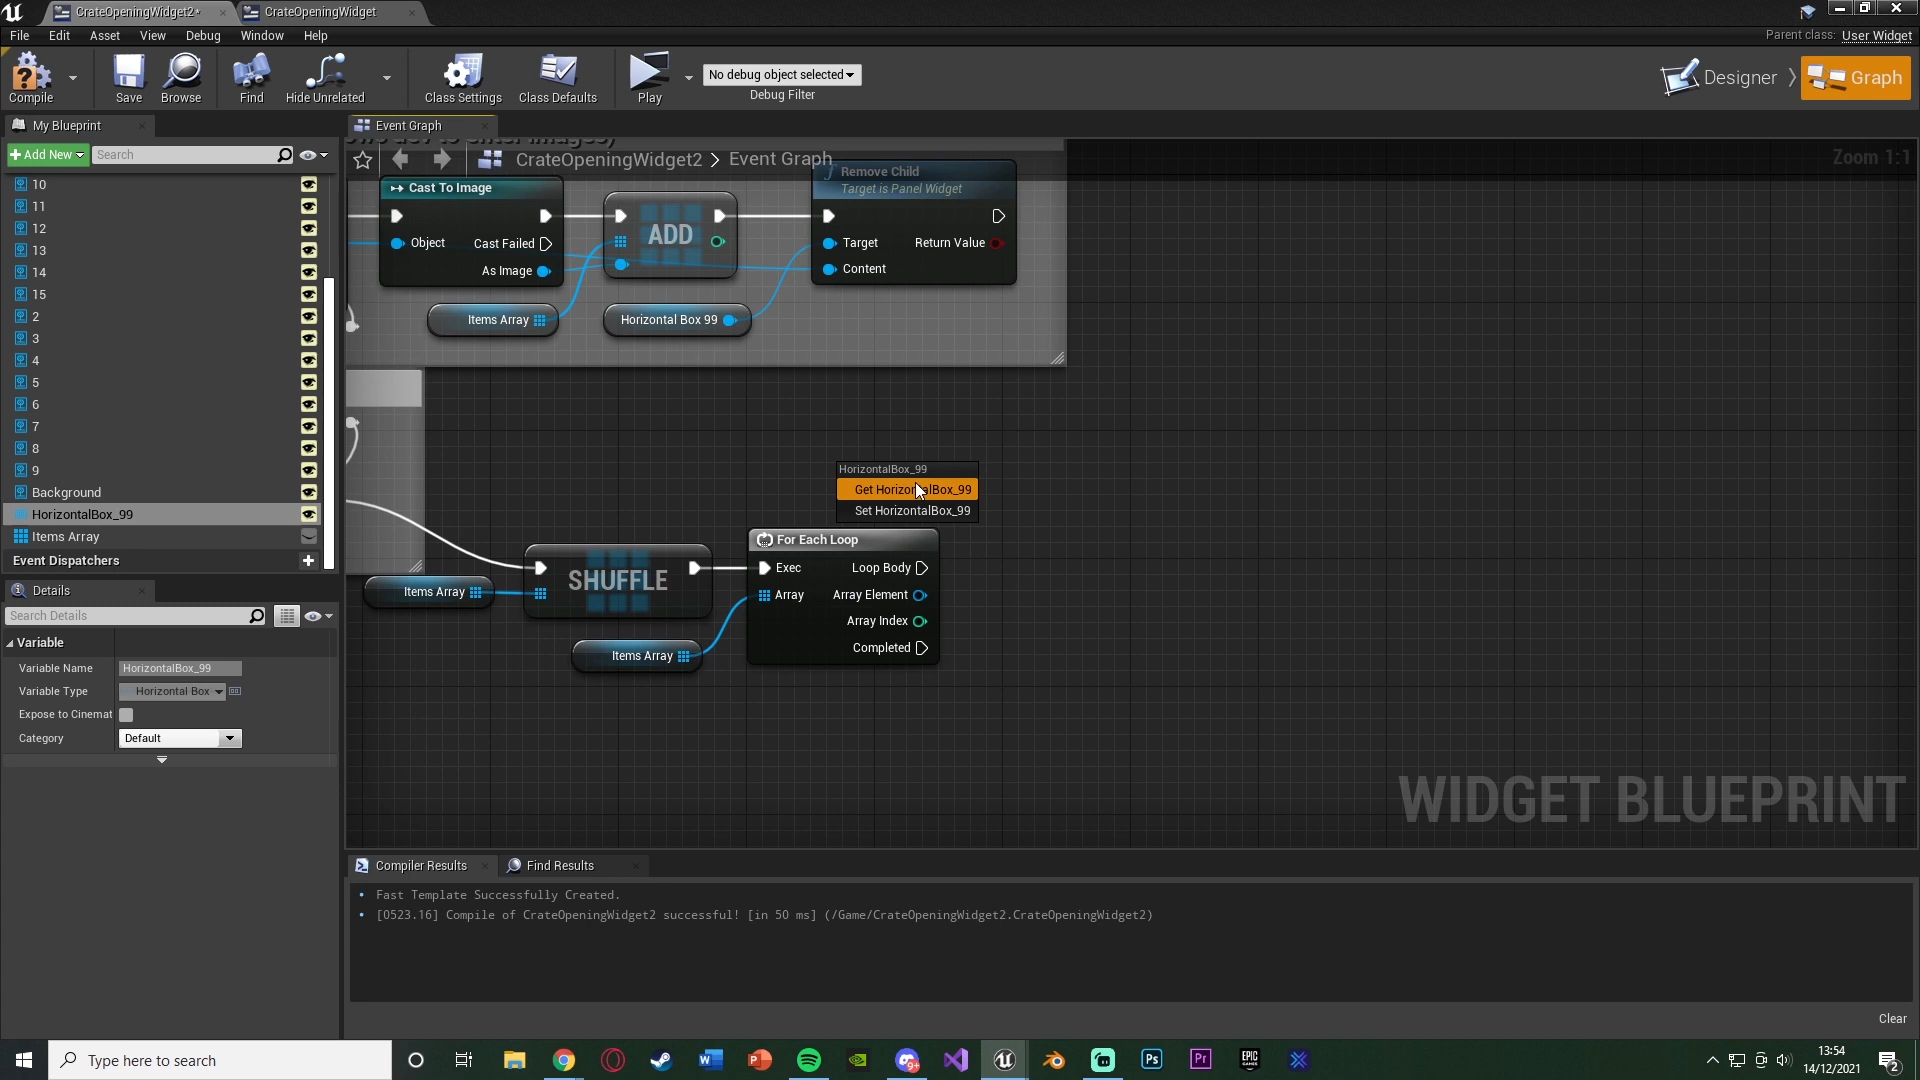 CrateOpeningWidget2*
CrateOpeningWidget
File Edit Asset View Window Debug Window Help
Parent class: User Widget
Compile
Save
Browse
Find
Hide Unrelated
Class Settings
Class Defaults
Play
No debug object selected
Debug Filter
Designer
Graph
My Blueprint
Event Graph
Add New
Search
CrateOpeningWidget2 > Event Graph
Zoom 1:1
10
11
12
13
14
15
2
3
4
5
6
7
8
9
Background
HorizontalBox_99
Items Array
Event Dispatchers
Details
Search Details
Variable
Variable Name HorizontalBox_99
Variable Type Horizontal Box
Expose to Cinemat
Category Default
Cast To Image
Object
Cast Failed
As Image
ADD
Remove Child
Target is Panel Widget
Target
Return Value
Content
Items Array
Horizontal Box 99
HorizontalBox_99
Get HorizontalBox_99
Set HorizontalBox_99
Items Array
SHUFFLE
Items Array
For Each Loop
Exec
Loop Body
Array
Array Element
Array Index
Completed
WIDGET BLUEPRINT
Compiler Results
Find Results
Fast Template Successfully Created.
[0523.16] Compile of CrateOpeningWidget2 successful! [in 50 ms] (/Game/CrateOpeningWidget2.CrateOpeningWidget2)
Clear
Type here to search
13:54
14/12/2021